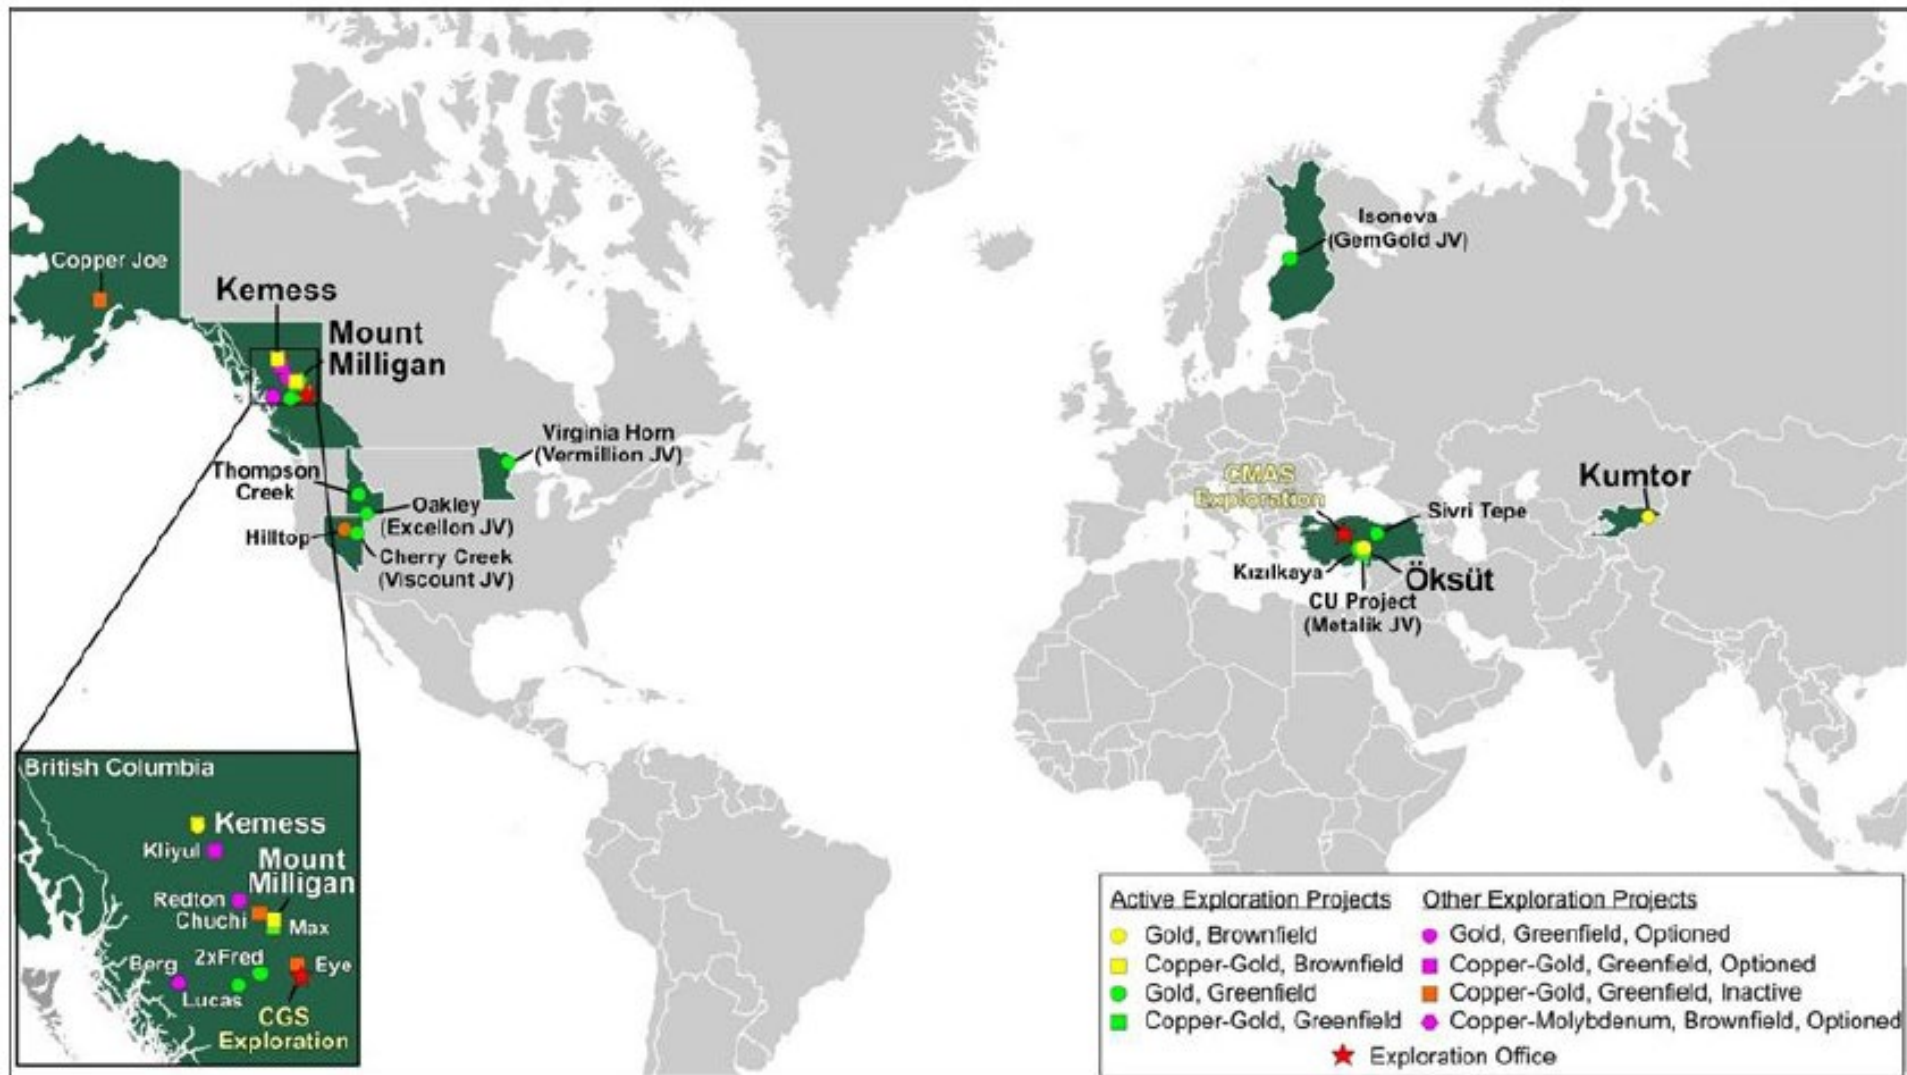 Copper Joe
Kemess
Mount
Milligan
Virginia Horn
(Vermillion JV)
Thompson
Creek
Oakley
(Excellon JV)
Hilltop
Cherry Creek
(Viscount JV)
Isoneva
(GemGold JV)
CMAS
Exploration
Sivri Tepe
Kızılkaya
Öksüt
CU Project
(Metalik JV)
Kumtor
British Columbia
Kemess
Kliyul
Mount
Milligan
Redton
Chuchi
Max
2xFred
Berg
Eye
Lucas
CGS
Exploration
Active Exploration Projects
Gold, Brownfield
Copper-Gold, Brownfield
Gold, Greenfield
Copper-Gold, Greenfield
Other Exploration Projects
Gold, Greenfield, Optioned
Copper-Gold, Greenfield, Optioned
Copper-Gold, Greenfield, Inactive
Copper-Molybdenum, Brownfield, Optioned
Exploration Office